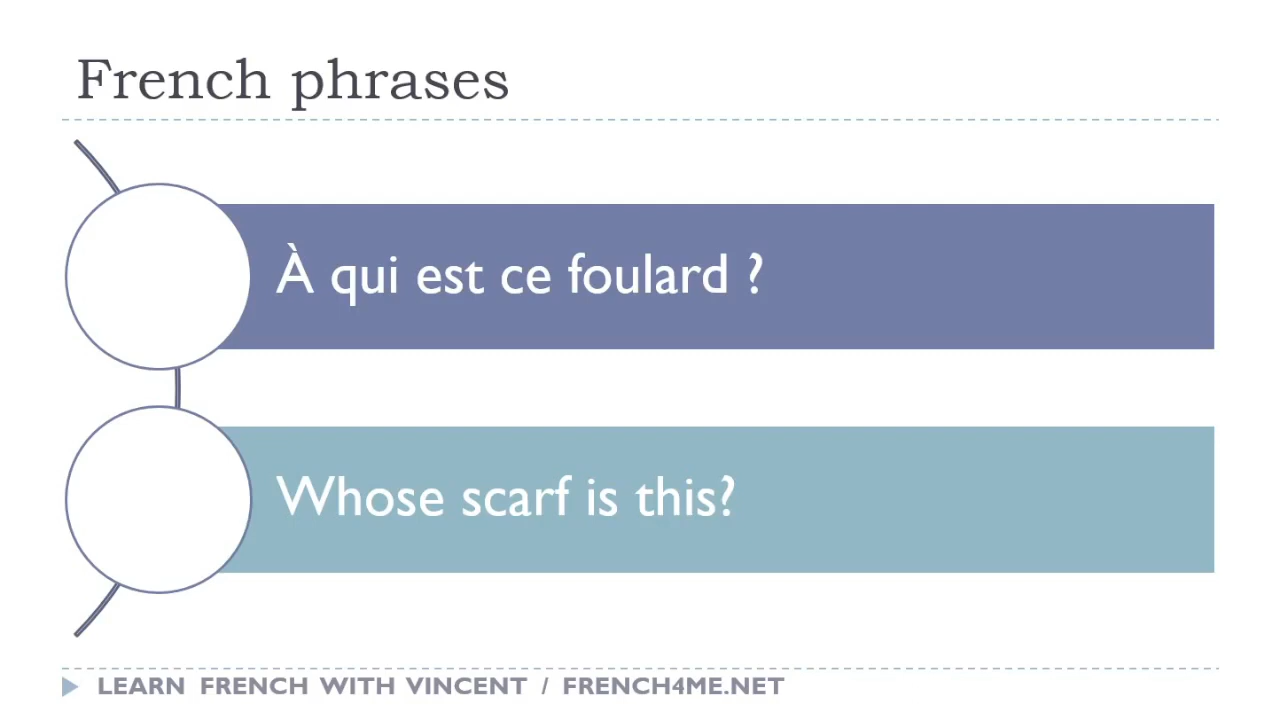 French phrases
À qui est ce foulard ?
Whose scarf is this?
LEARN FRENCH WITH VINCENT / FRENCH4ME.NET